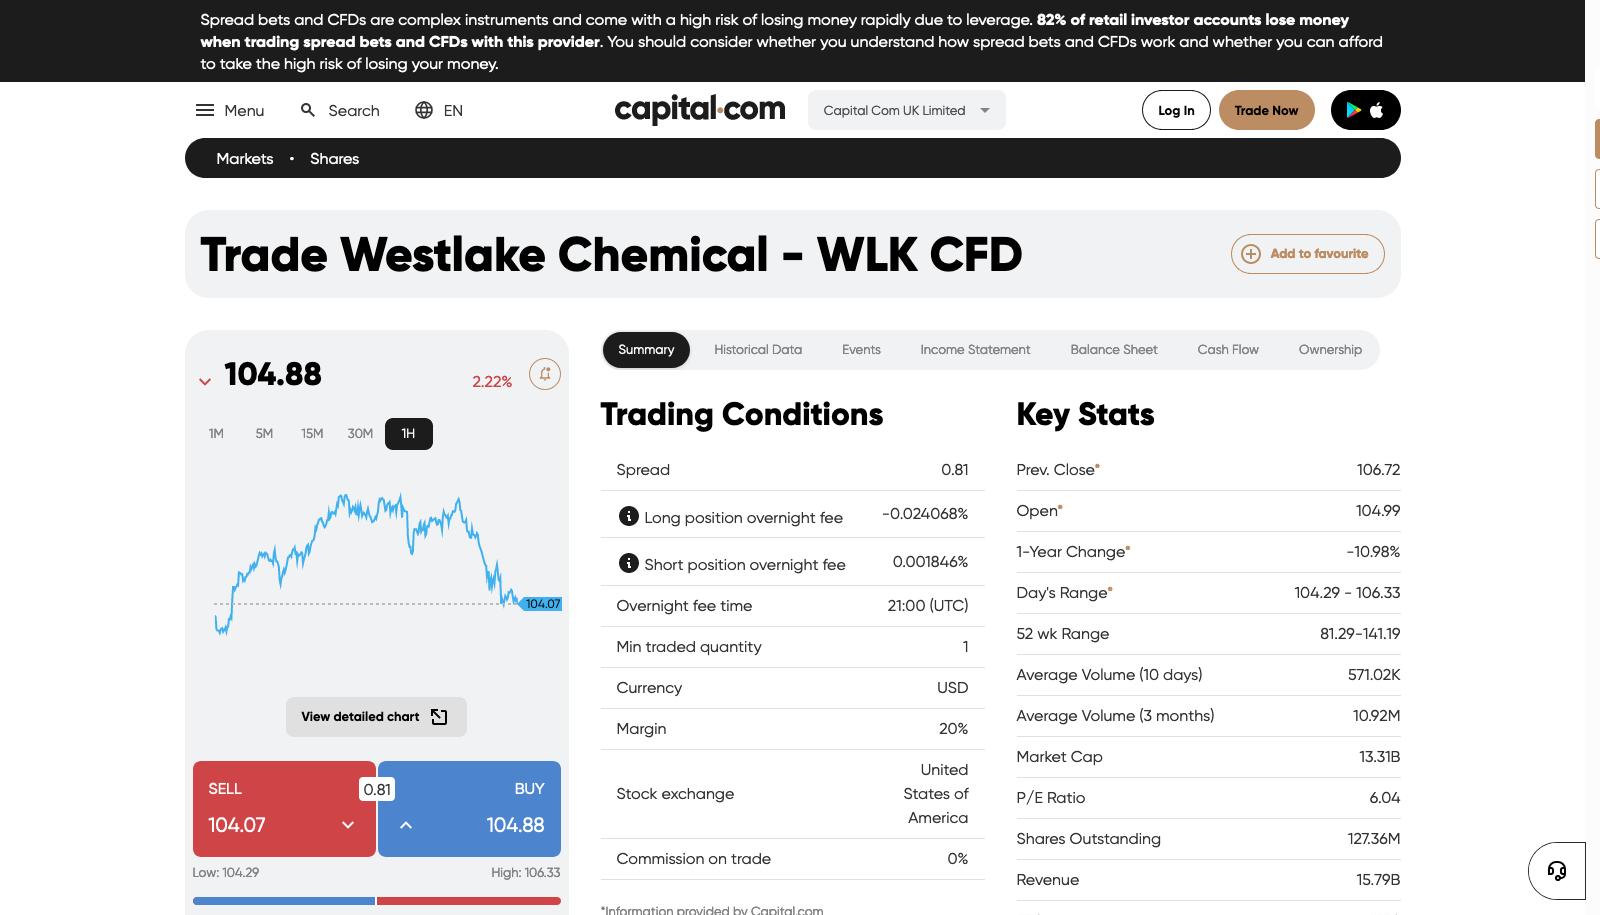 Spread bets and CFDs are complex instruments and come with a high risk of losing money rapidly due to leverage. 82% of retail investor accounts lose money
when trading spread bets and CFDs with this provider. You should consider whether you understand how spread bets and CFDs work and whether you can afford
to take the high risk of losing your money.
Menu Search EN capital.com Capital Com UK Limited Log In Trade Now
Markets • Shares
Trade Westlake Chemical - WLK CFD
Add to favourite
104.88 2.22%
1M 5M 15M 30M 1H
104.07
View detailed chart
SELL 0.81 BUY
104.07 104.88
Low: 104.29 High: 106.33
Summary Historical Data Events Income Statement Balance Sheet Cash Flow Ownership
Trading Conditions
Spread 0.81
Long position overnight fee -0.024068%
Short position overnight fee 0.001846%
Overnight fee time 21:00 (UTC)
Min traded quantity 1
Currency USD
Margin 20%
Stock exchange United
States of
America
Commission on trade 0%
*Information provided by Capital.com
Key Stats
Prev. Close* 106.72
Open* 104.99
1-Year Change* -10.98%
Day's Range* 104.29 - 106.33
52 wk Range 81.29-141.19
Average Volume (10 days) 571.02K
Average Volume (3 months) 10.92M
Market Cap 13.31B
P/E Ratio 6.04
Shares Outstanding 127.36M
Revenue 15.79B